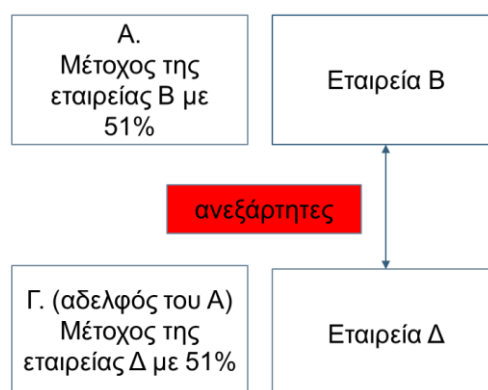 Α.
Μέτοχος της
εταιρείας Β με
51%
Εταιρεία Β
ανεξάρτητες
Γ. (αδελφός του Α)
Μέτοχος της
εταιρείας Δ με 51%
Εταιρεία Δ